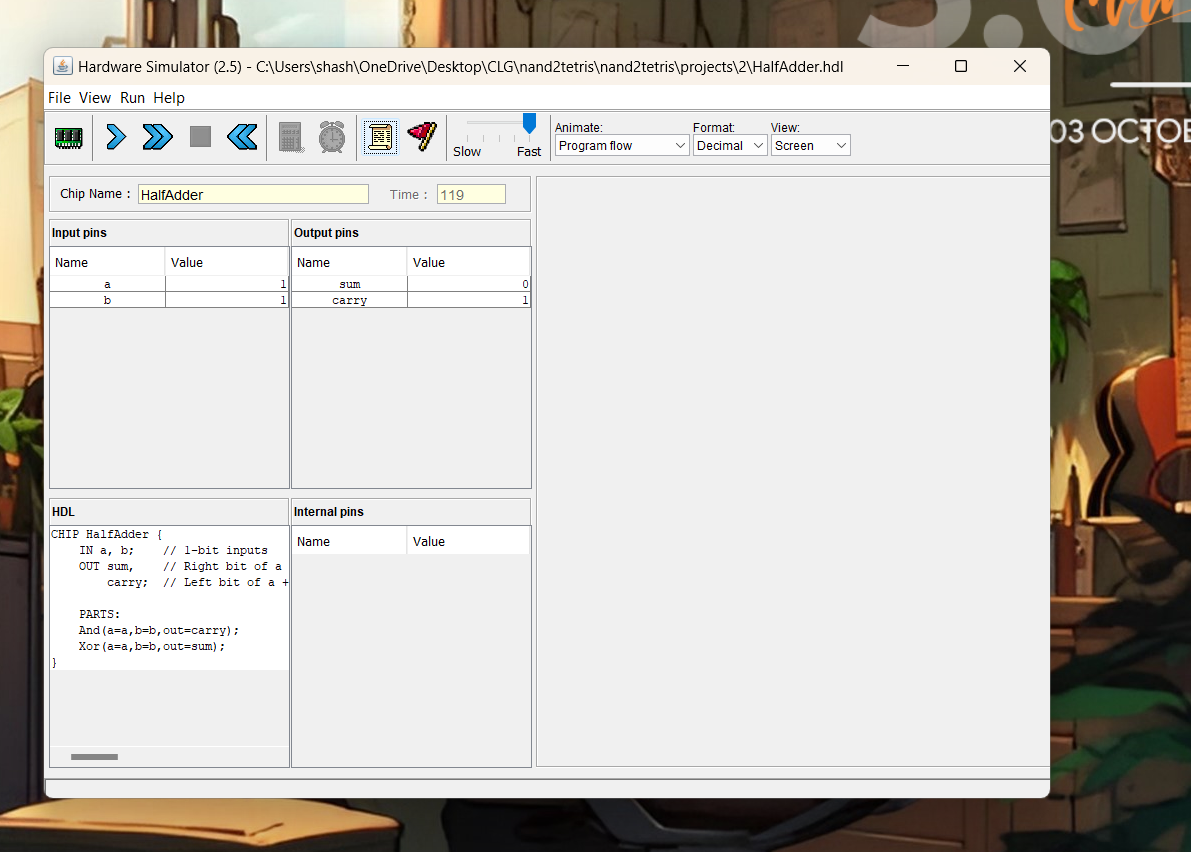 Hardware Simulator (2.5) - C:\Users\shash\OneDrive\Desktop\CLG\nand2tetris\nand2tetris\projects\2\HalfAdder.hdl
File View Run Help
Slow Fast
Animate: Format: View:
Program flow Decimal Screen
03 OCTOB
Chip Name : HalfAdder Time : 119
Input pins Output pins
Name Value Name Value
a 1 sum 0
b 1 carry 1
HDL Internal pins
Name Value
CHIP HalfAdder {
IN a, b; // 1-bit inputs
OUT sum, // Right bit of a
carry; // Left bit of a +
PARTS:
And(a=a,b=b,out=carry);
Xor(a=a,b=b,out=sum);
}